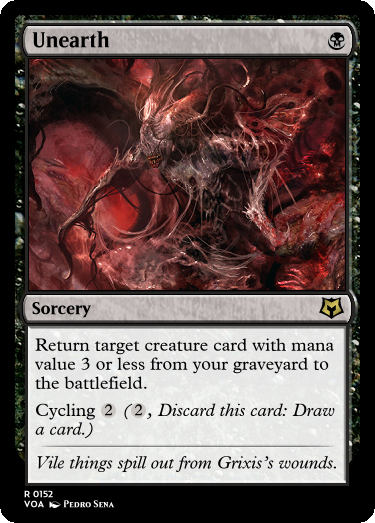 Unearth
Sorcery
Return target creature card with mana
value 3 or less from your graveyard to
the battlefield.
Cycling 2 (2, Discard this card: Draw
a card.)
Vile things spill out from Grixis's wounds.
R 0152
VOA Pedro Sena